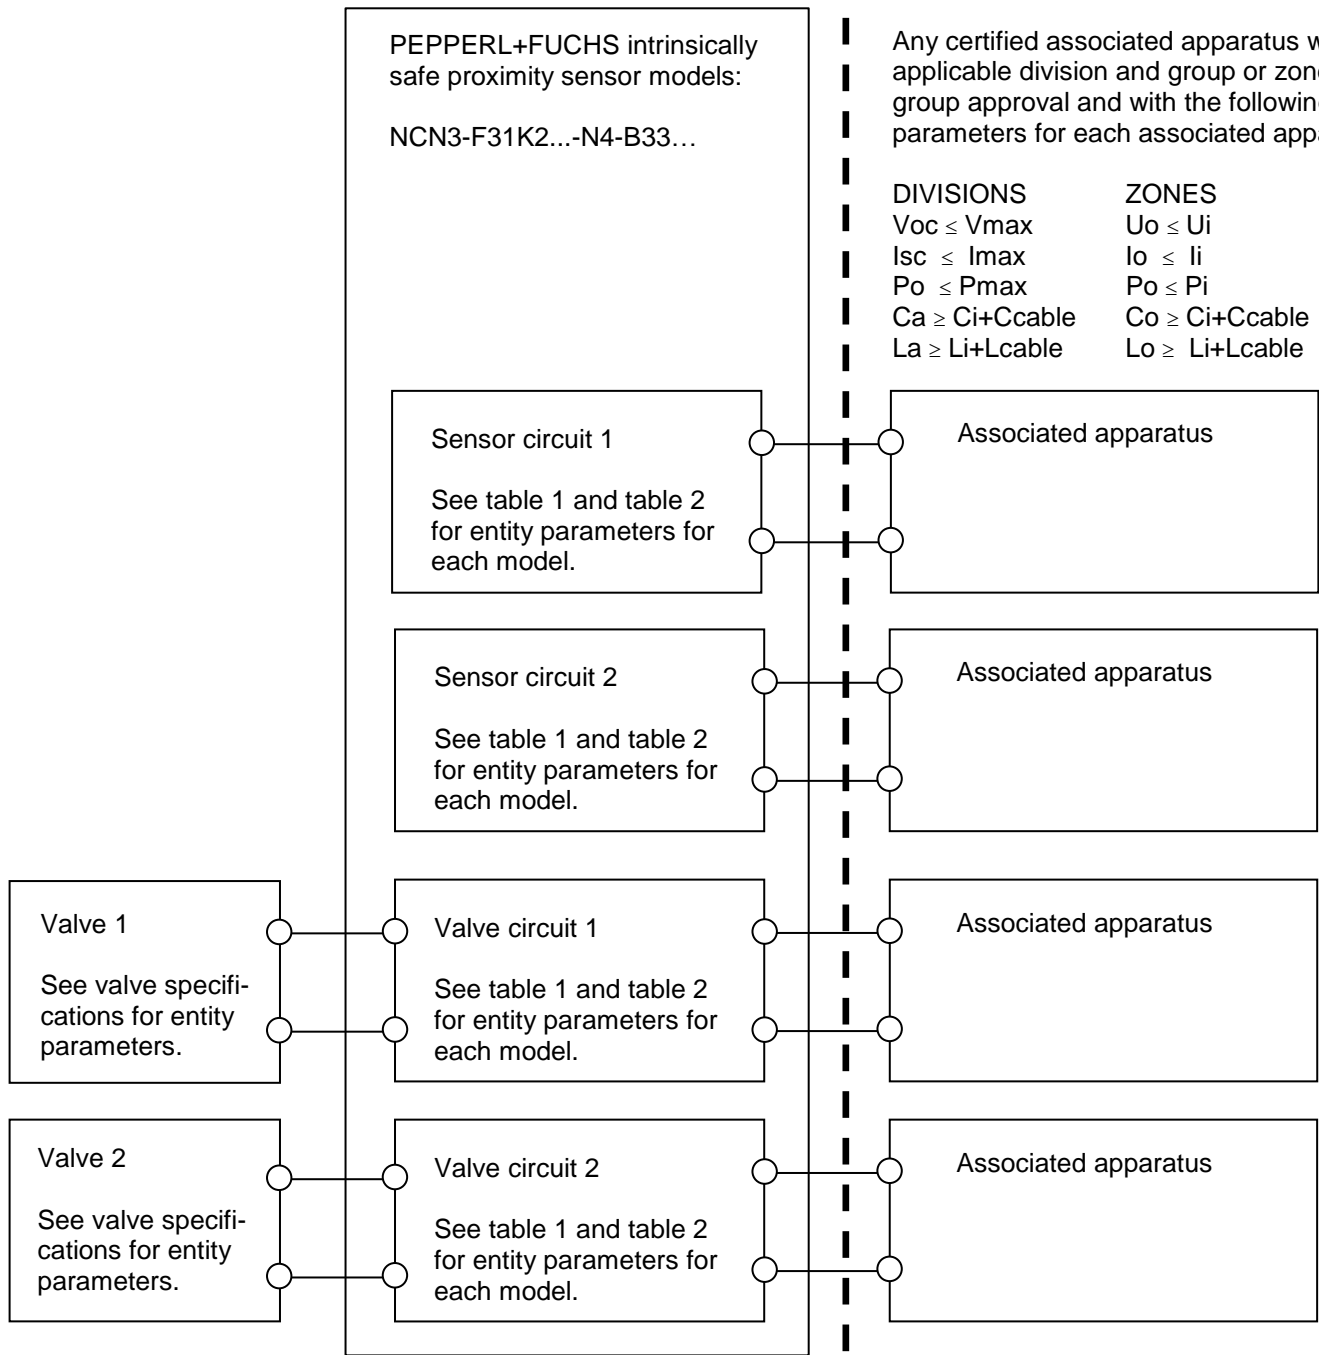 PEPPERL+FUCHS intrinsically
safe proximity sensor models:
NCN3-F31K2...-N4-B33…
Any certified associated apparatus
applicable division and group or
group approval and with the
parameters for each associated
DIVISIONS ZONES
Voc ≤ Vmax Uo ≤ Ui
Isc ≤ Imax Io ≤ Ii
Po ≤ Pmax Po ≤ Pi
Ca ≥ Ci+Ccable Co ≥ Ci+Ccable
La ≥ Li+Lcable Lo ≥ Li+Lcable
Sensor circuit 1
See table 1 and table 2
for entity parameters for
each model.
Associated apparatus
Sensor circuit 2
See table 1 and table 2
for entity parameters for
each model.
Associated apparatus
Valve 1
See valve specifi-
cations for entity
parameters.
Valve circuit 1
See table 1 and table 2
for entity parameters for
each model.
Associated apparatus
Valve 2
See valve specifi-
cations for entity
parameters.
Valve circuit 2
See table 1 and table 2
for entity parameters for
each model.
Associated apparatus